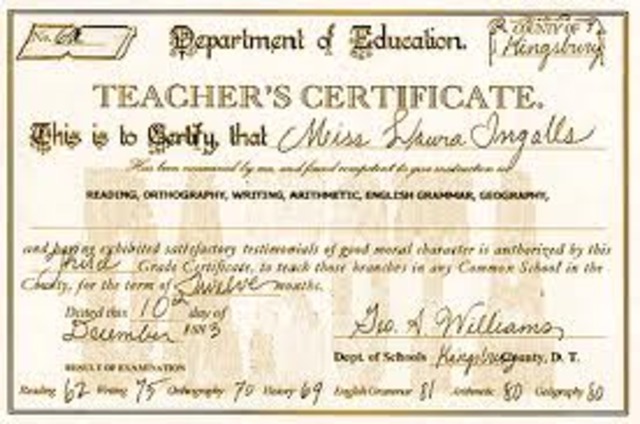 No. 61 Department of Education. COUNTY OF
Kingsbury
TEACHER'S CERTIFICATE.
This is to Certify, that Miss Laura Ingalls
Has been examined by me, and found competent to give instruction in
READING, ORTHOGRAPHY, WRITING, ARITHMETIC, ENGLISH GRAMMAR, GEOGRAPHY,
and having exhibited satisfactory testimonials of good moral character is authorized by this
Third Grade Certificate, to teach those branches in any Common School in the
County, for the term of Twelve months.
Dated this 10 day of
December 1883
Geo. A. Williams,
Dept. of Schools Kingsbury County, D. T.
RESULT OF EXAMINATION
Reading 62 Writing 75 Orthography 70 History 69 English Grammar 81 Arithmetic 80 Geography 80